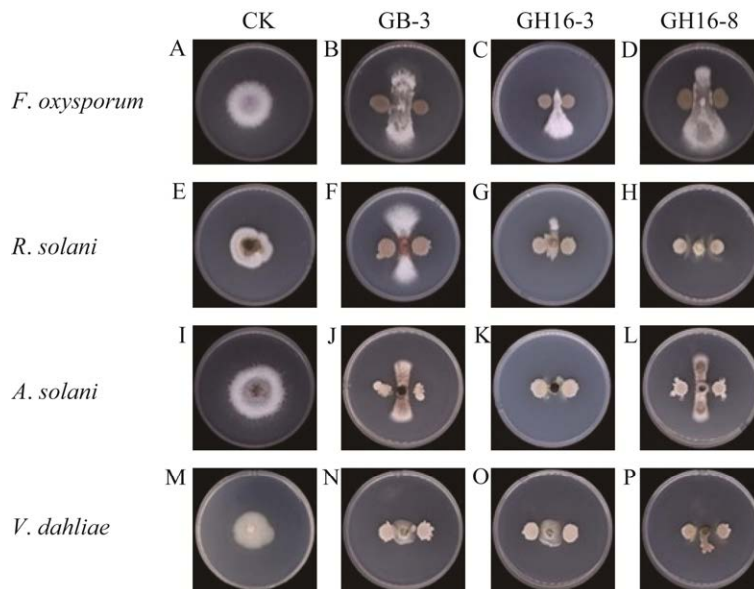 CK GB-3 GH16-3 GH16-8
A B C D
F. oxysporum
E F G H
R. solani
I J K L
A. solani
M N O P
V. dahliae